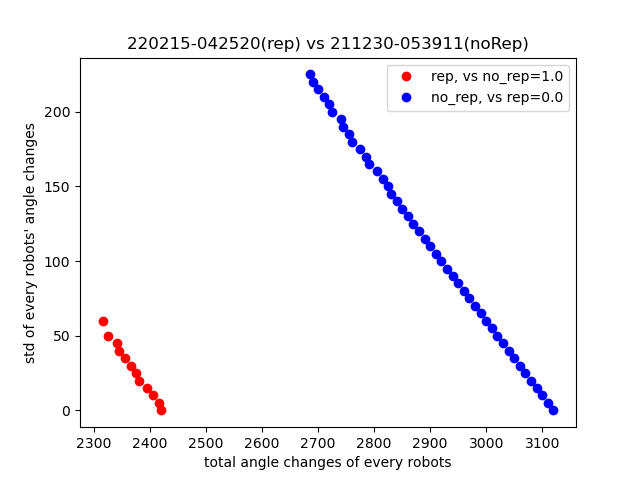 220215-042520(rep) vs 211230-053911(noRep)
rep, vs no_rep=1.0
no_rep, vs rep=0.0
std of every robots' angle changes
200
150
100
50
0
2300 2400 2500 2600 2700 2800 2900 3000 3100
total angle changes of every robots